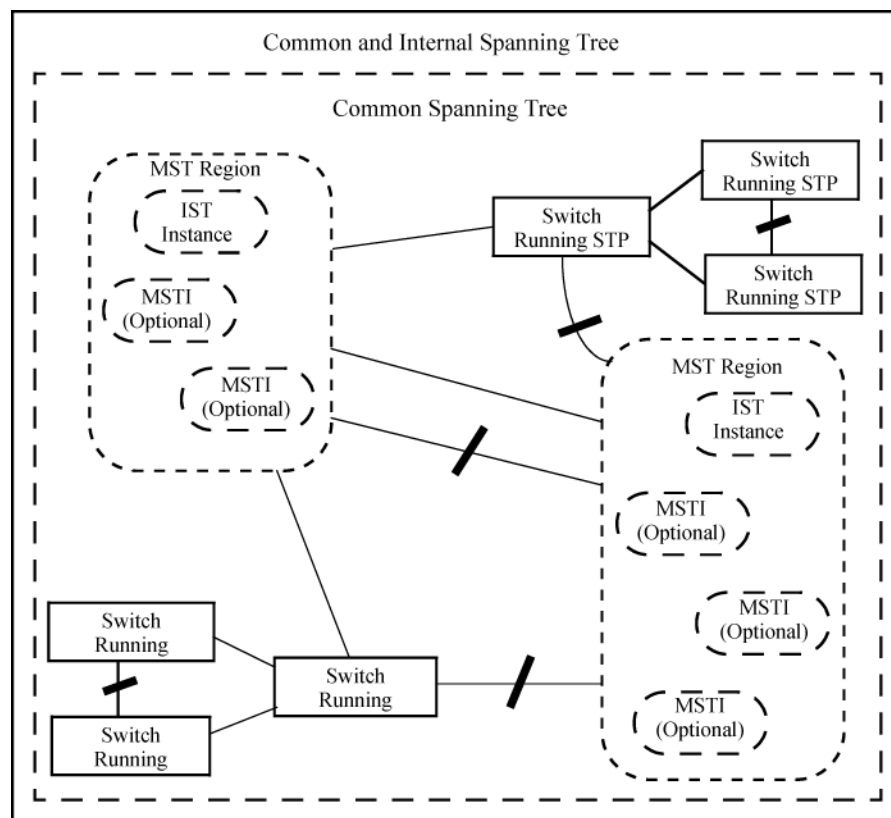 Common and Internal Spanning Tree
Common Spanning Tree
MST Region
IST
Instance
MSTI
(Optional)
MSTI
(Optional)
Switch
Running STP
Switch
Running STP
Switch
Running STP
MST Region
IST
Instance
MSTI
(Optional)
MSTI
(Optional)
MSTI
(Optional)
Switch
Running
Switch
Running
Switch
Running